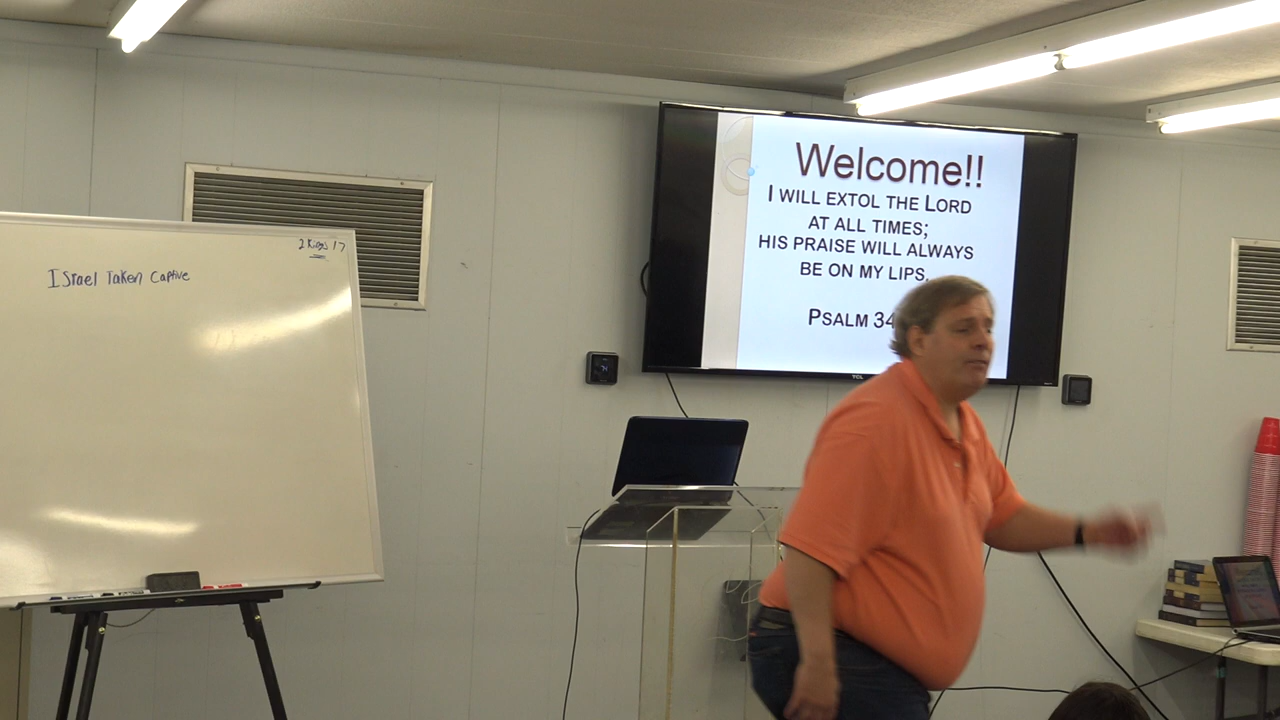 2 Kings 17
Israel Taken Captive
Welcome!!
I WILL EXTOL THE LORD
AT ALL TIMES;
HIS PRAISE WILL ALWAYS
BE ON MY LIPS.
PSALM 34
TCL